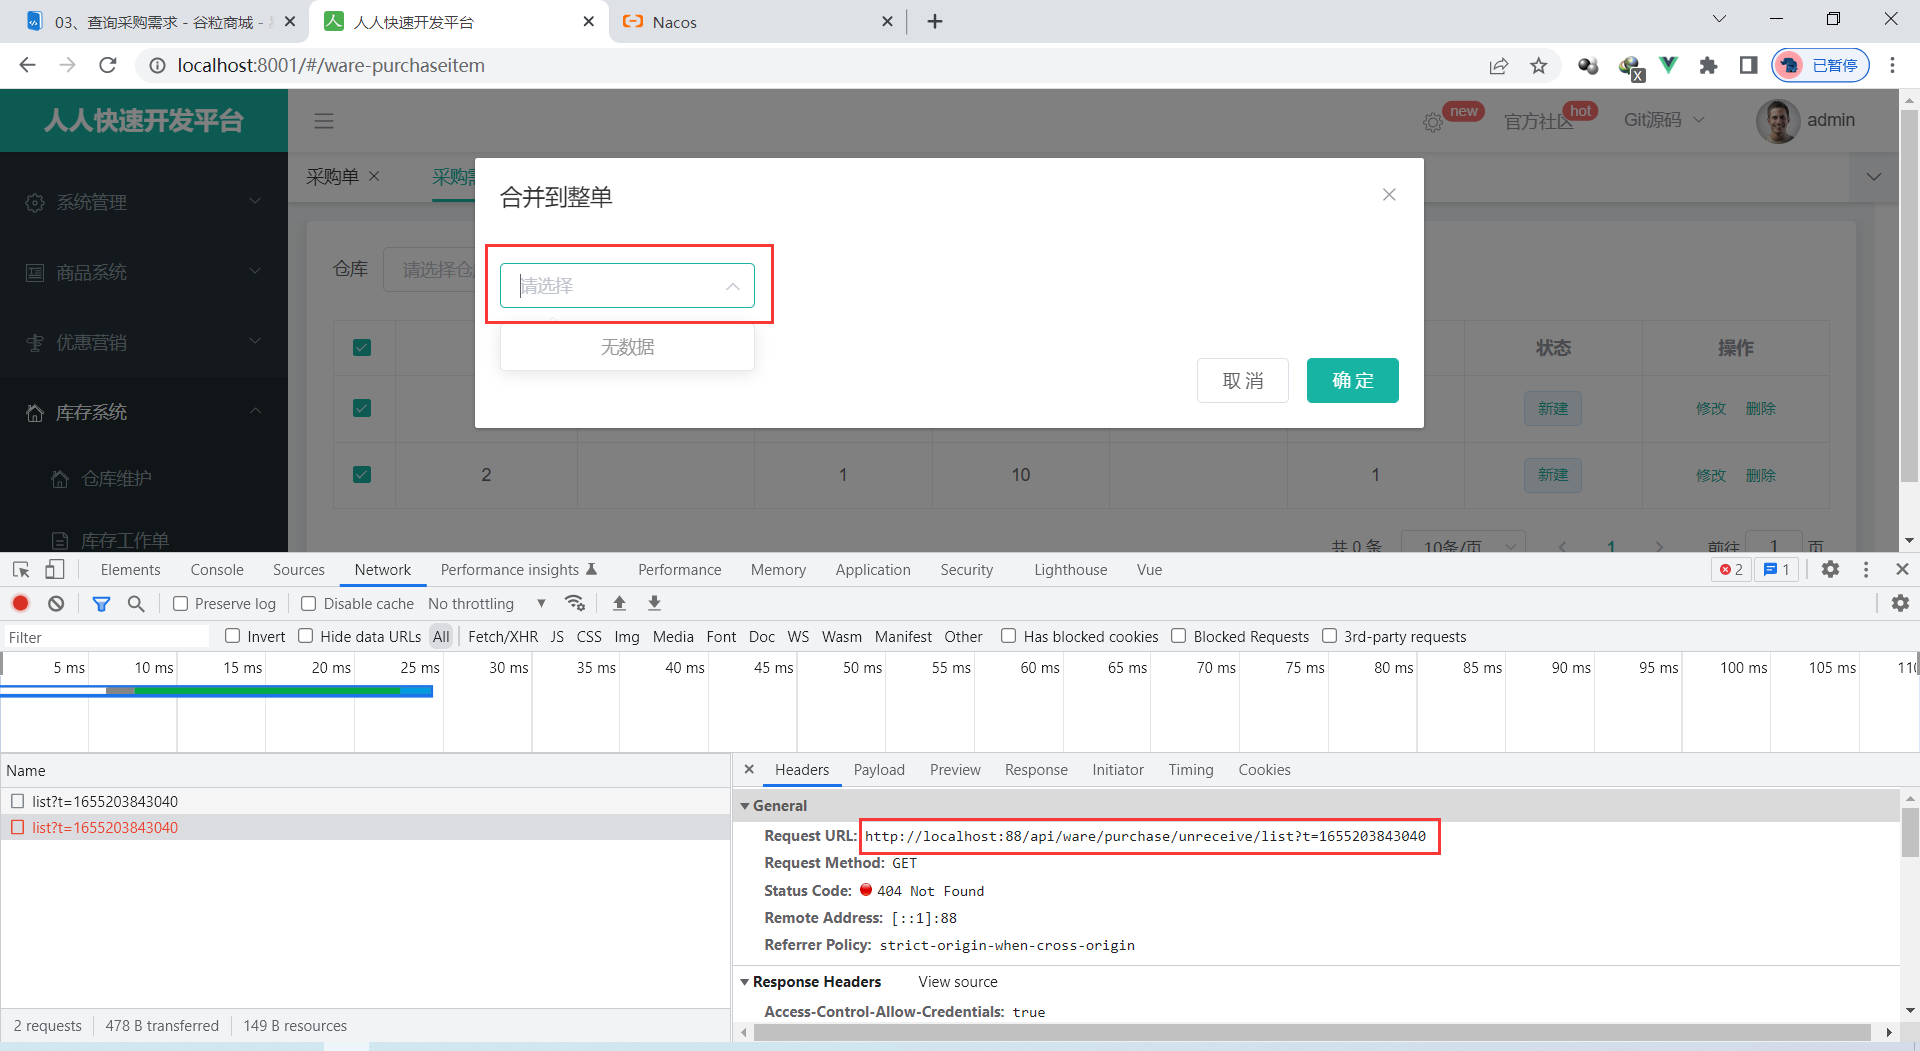 03、查询采购需求 - 谷粒商城 -
人人快速开发平台
Nacos
localhost:8001/#/ware-purchaseitem
已暂停
人人快速开发平台
new
官方社区
hot
Git源码
admin
采购单
采购需
系统管理
商品系统
优惠营销
库存系统
仓库维护
库存工作单
合并到整单
仓库
请选择仓
请选择
无数据
取消
确定
状态
操作
新建
修改
删除
2
1
10
1
新建
修改
删除
共 0 条
10条/页
1
前往
1
页
Elements
Console
Sources
Network
Performance insights
Performance
Memory
Application
Security
Lighthouse
Vue
2
1
Preserve log
Disable cache
No throttling
Filter
Invert
Hide data URLs
All
Fetch/XHR
JS
CSS
Img
Media
Font
Doc
WS
Wasm
Manifest
Other
Has blocked cookies
Blocked Requests
3rd-party requests
5 ms
10 ms
15 ms
20 ms
25 ms
30 ms
35 ms
40 ms
45 ms
50 ms
55 ms
60 ms
65 ms
70 ms
75 ms
80 ms
85 ms
90 ms
95 ms
100 ms
105 ms
110
Name
list?t=1655203843040
list?t=1655203843040
2 requests
478 B transferred
149 B resources
Headers
Payload
Preview
Response
Initiator
Timing
Cookies
General
Request URL: http://localhost:88/api/ware/purchase/unreceive/list?t=1655203843040
Request Method: GET
Status Code: 404 Not Found
Remote Address: [::1]:88
Referrer Policy: strict-origin-when-cross-origin
Response Headers
View source
Access-Control-Allow-Credentials: true